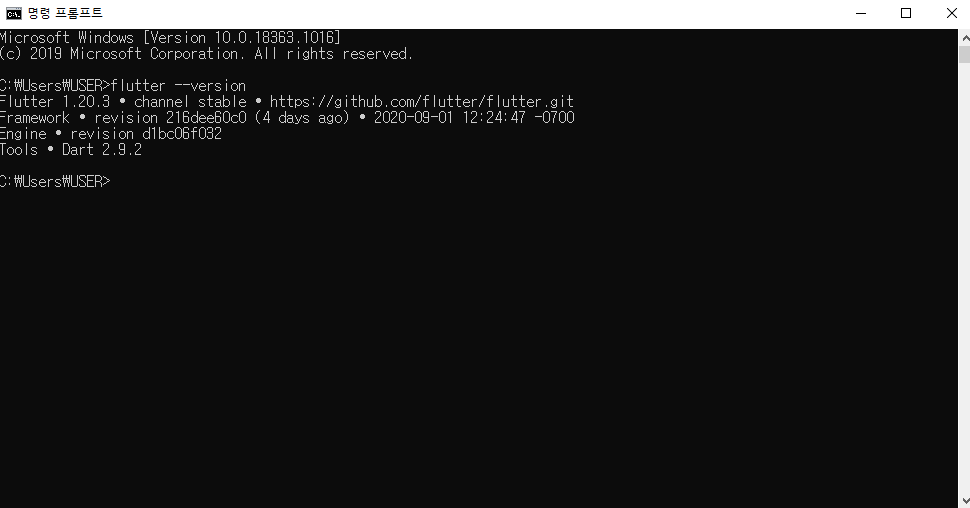 명령 프롬프트
Microsoft Windows [Version 10.0.18363.1016]
(c) 2019 Microsoft Corporation. All rights reserved.
C:₩Users₩USER>flutter --version
Flutter 1.20.3 • channel stable • https://github.com/flutter/flutter.git
Framework • revision 216dee60c0 (4 days ago) • 2020-09-01 12:24:47 -0700
Engine • revision d1bc06f032
Tools • Dart 2.9.2
C:₩Users₩USER>